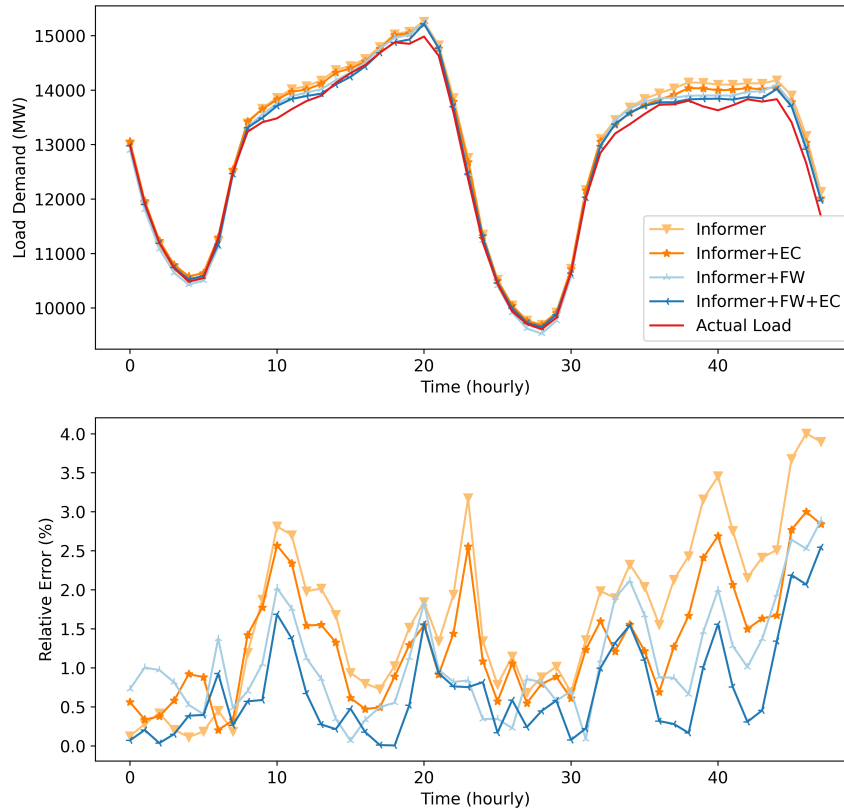 15000
14000
13000
12000
11000
10000
Load Demand (MW)
0
10
20
30
40
Time (hourly)
Informer
Informer+EC
Informer+FW
Informer+FW+EC
Actual Load
4.0
3.5
3.0
2.5
2.0
1.5
1.0
0.5
0.0
Relative Error (%)
0
10
20
30
40
Time (hourly)